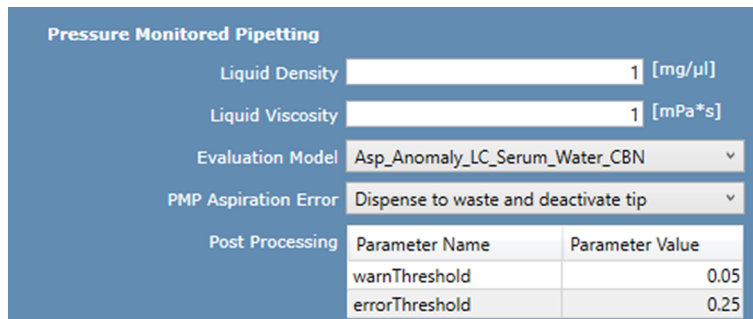 Pressure Monitored Pipetting
Liquid Density 1 [mg/µl]
Liquid Viscosity 1 [mPa*s]
Evaluation Model Asp_Anomaly_LC_Serum_Water_CBN
PMP Aspiration Error Dispense to waste and deactivate tip
Post Processing Parameter Name Parameter Value
warnThreshold 0.05
errorThreshold 0.25